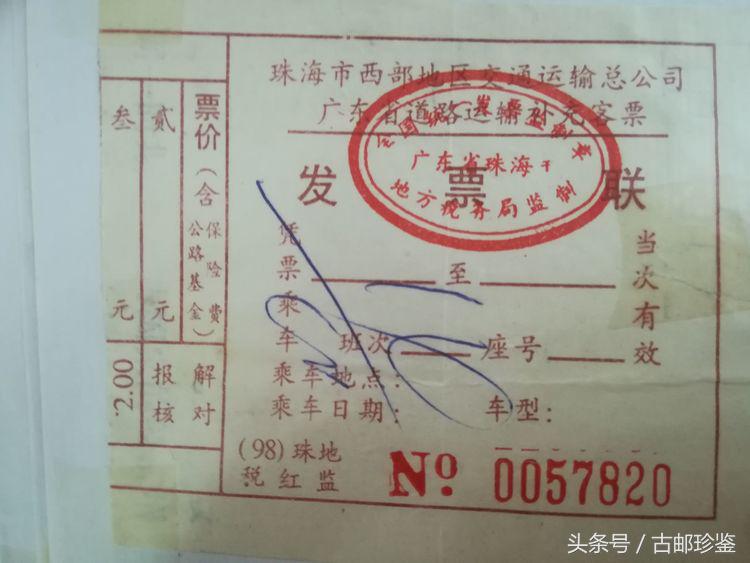 珠海市西部地区交通运输总公司
广东省道路运输补充客票
全国统一发票监制章
广东省珠海市
地方税务局监制
发票联
凭票乘车
至
班次 座号
乘车地点:
乘车日期: 车型:
当次有效
票价(含保险费公路基金)
贰 元
叁 元
解对
报核
2.00
(98)珠地
税红监
No 0057820
头条号 / 古邮珍鉴